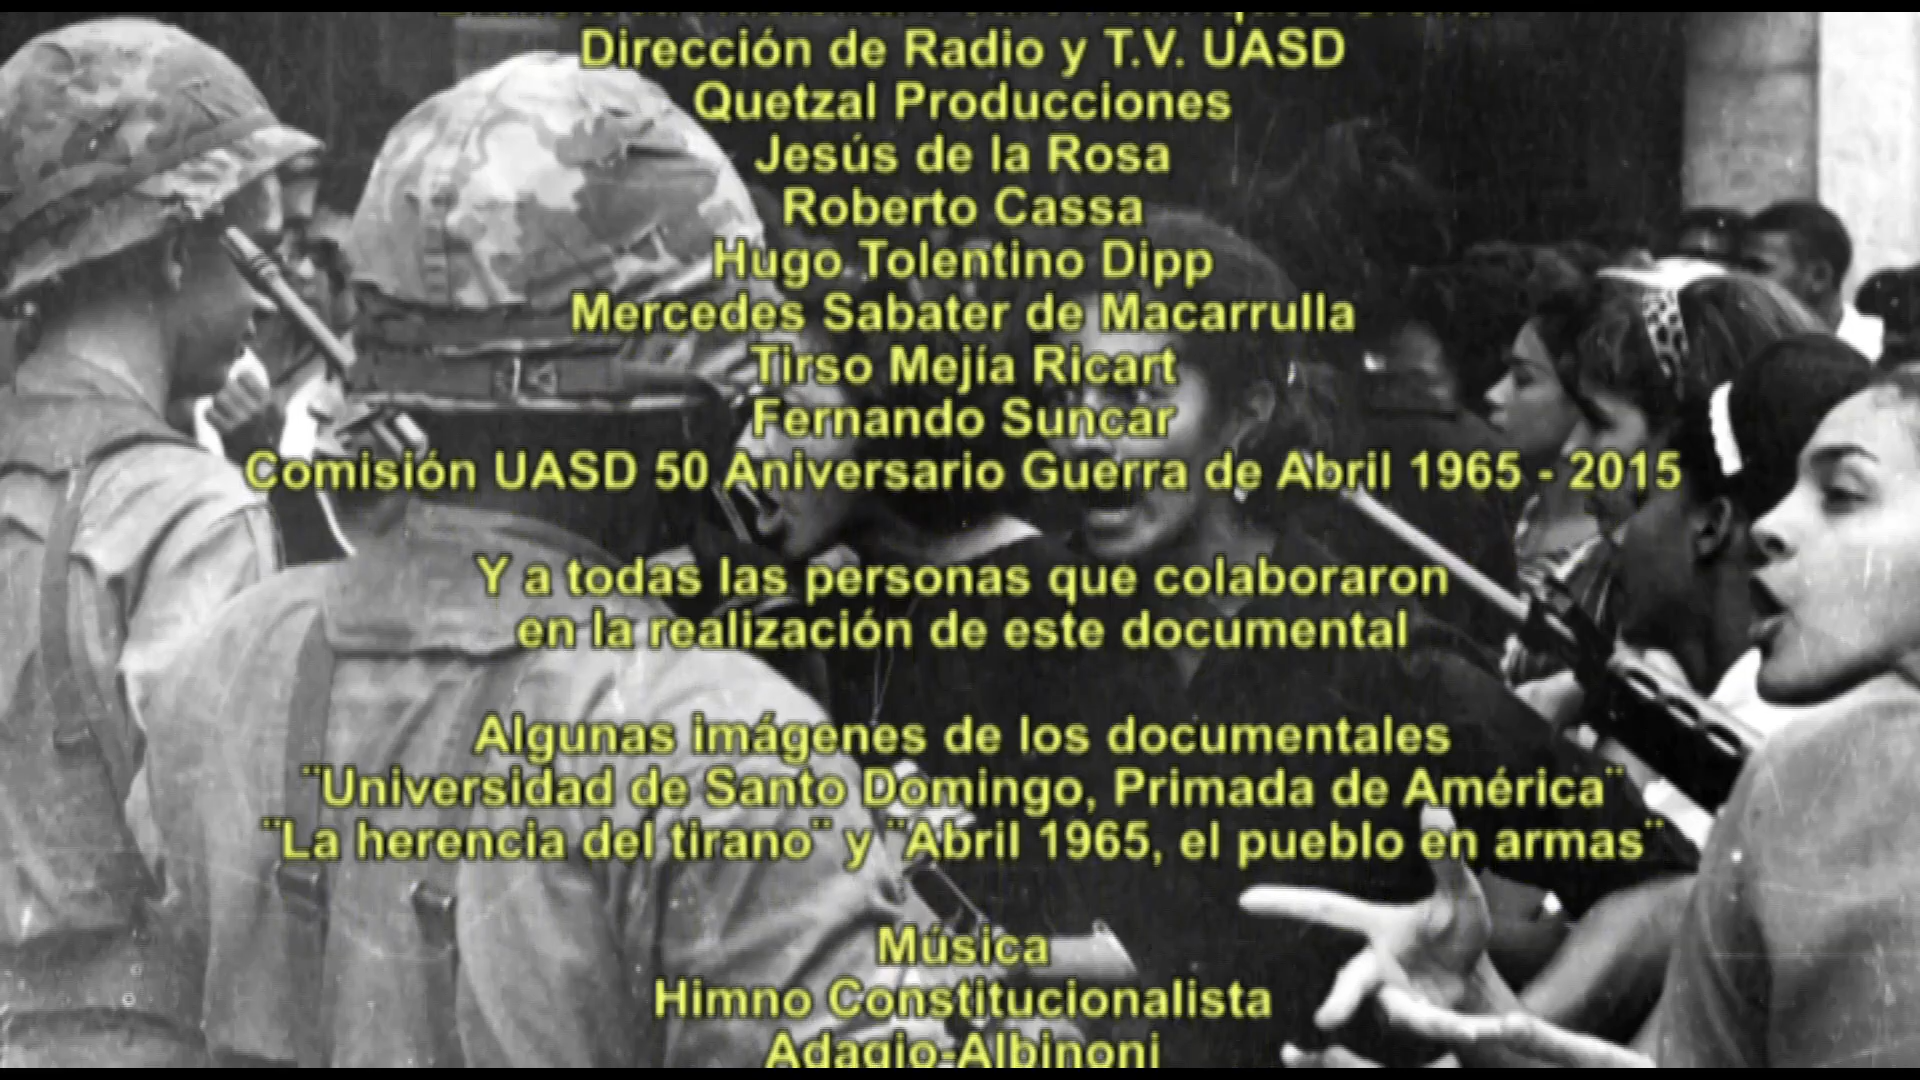 Dirección de Radio y T.V. UASD
Quetzal Producciones
Jesús de la Rosa
Roberto Cassa
Hugo Tolentino Dipp
Mercedes Sabater de Macarrulla
Tirso Mejía Ricart
Fernando Suncar
Comisión UASD 50 Aniversario Guerra de Abril 1965 - 2015
Y a todas las personas que colaboraron
en la realización de este documental
Algunas imágenes de los documentales
¨Universidad de Santo Domingo, Primada de América¨
¨La herencia del tirano¨ y ¨Abril 1965, el pueblo en armas¨
Música
Himno Constitucionalista
Adagio-Albinoni